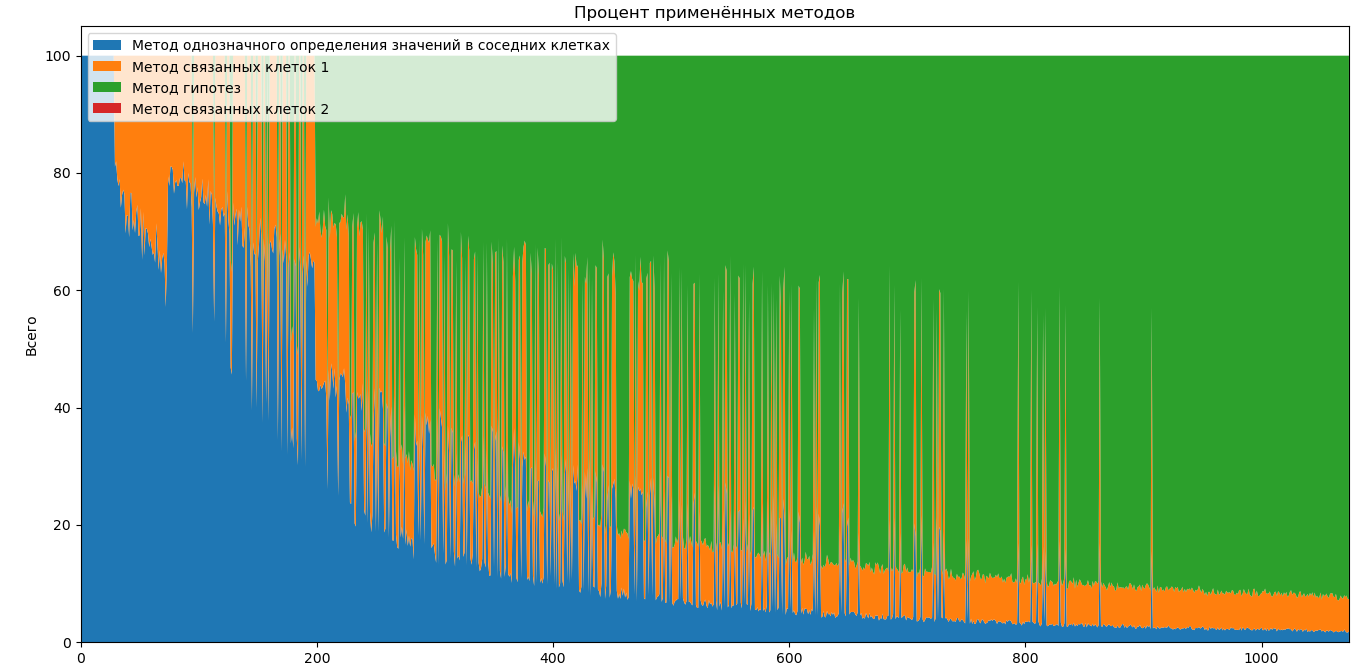 Процент применённых методов
Метод однозначного определения значений в соседних клетках
Метод связанных клеток 1
Метод гипотез
Метод связанных клеток 2
Всего
100
80
60
40
20
0
0 200 400 600 800 1000